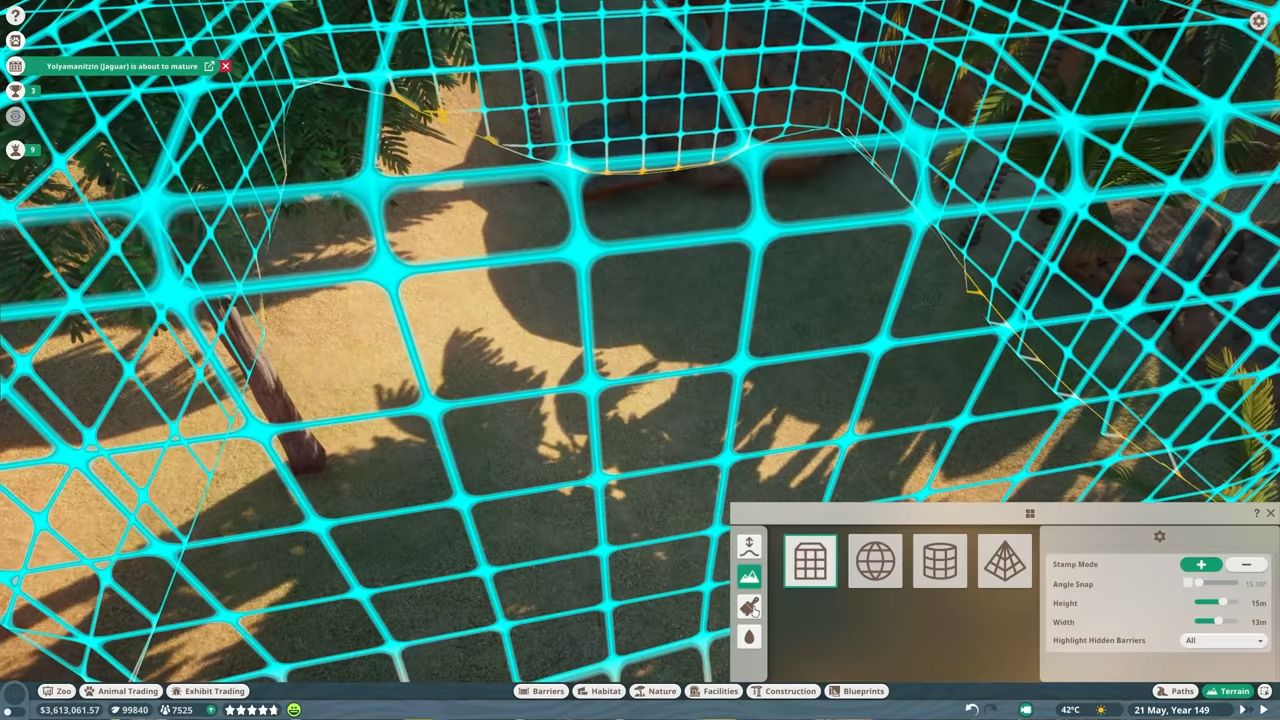 ?
Yolyamanitzin (Jaguar) is about to mature
3
9
?
Stamp Mode
Angle Snap 15.00°
Height 15m
Width 13m
Highlight Hidden Barriers All
Zoo Animal Trading Exhibit Trading Barriers Habitat Nature Facilities Construction Blueprints Paths Terrain
$3,613,061.57 99840 7525 42°C 21 May, Year 149